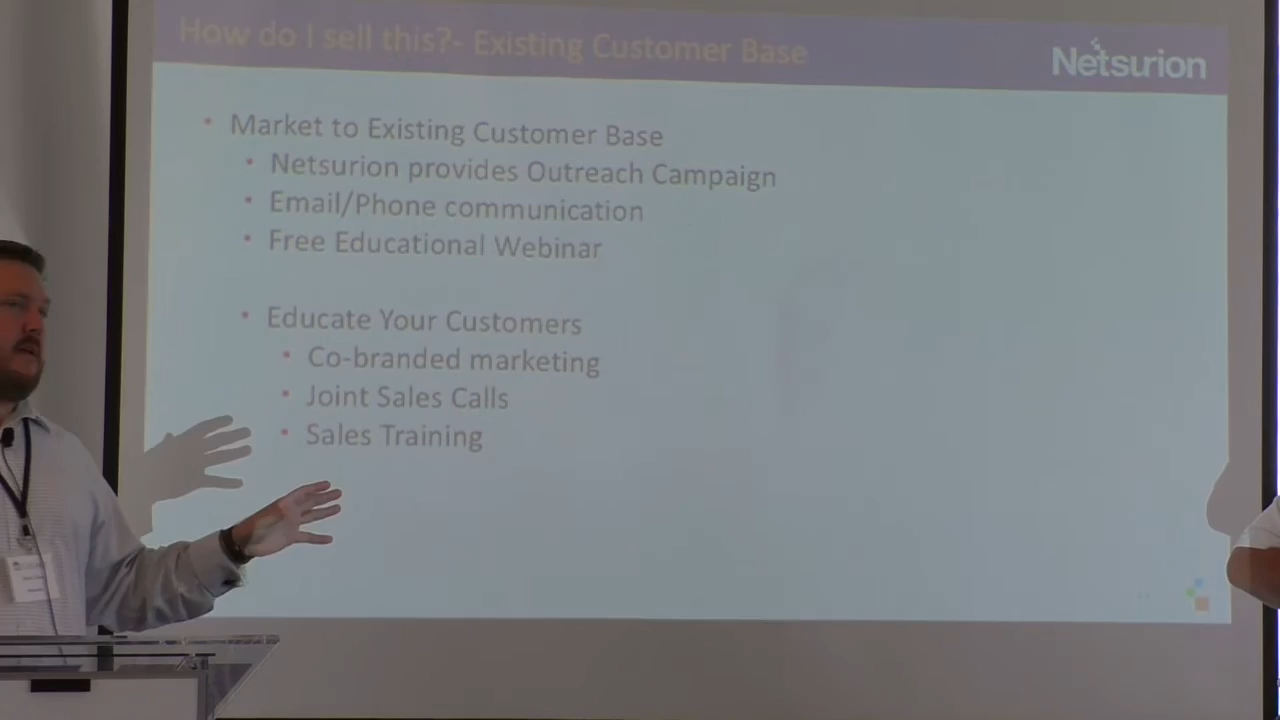 How do I sell this?- Existing Customer Base
Netsurion
• Market to Existing Customer Base
• Netsurion provides Outreach Campaign
• Email/Phone communication
• Free Educational Webinar
• Educate Your Customers
• Co-branded marketing
• Joint Sales Calls
• Sales Training